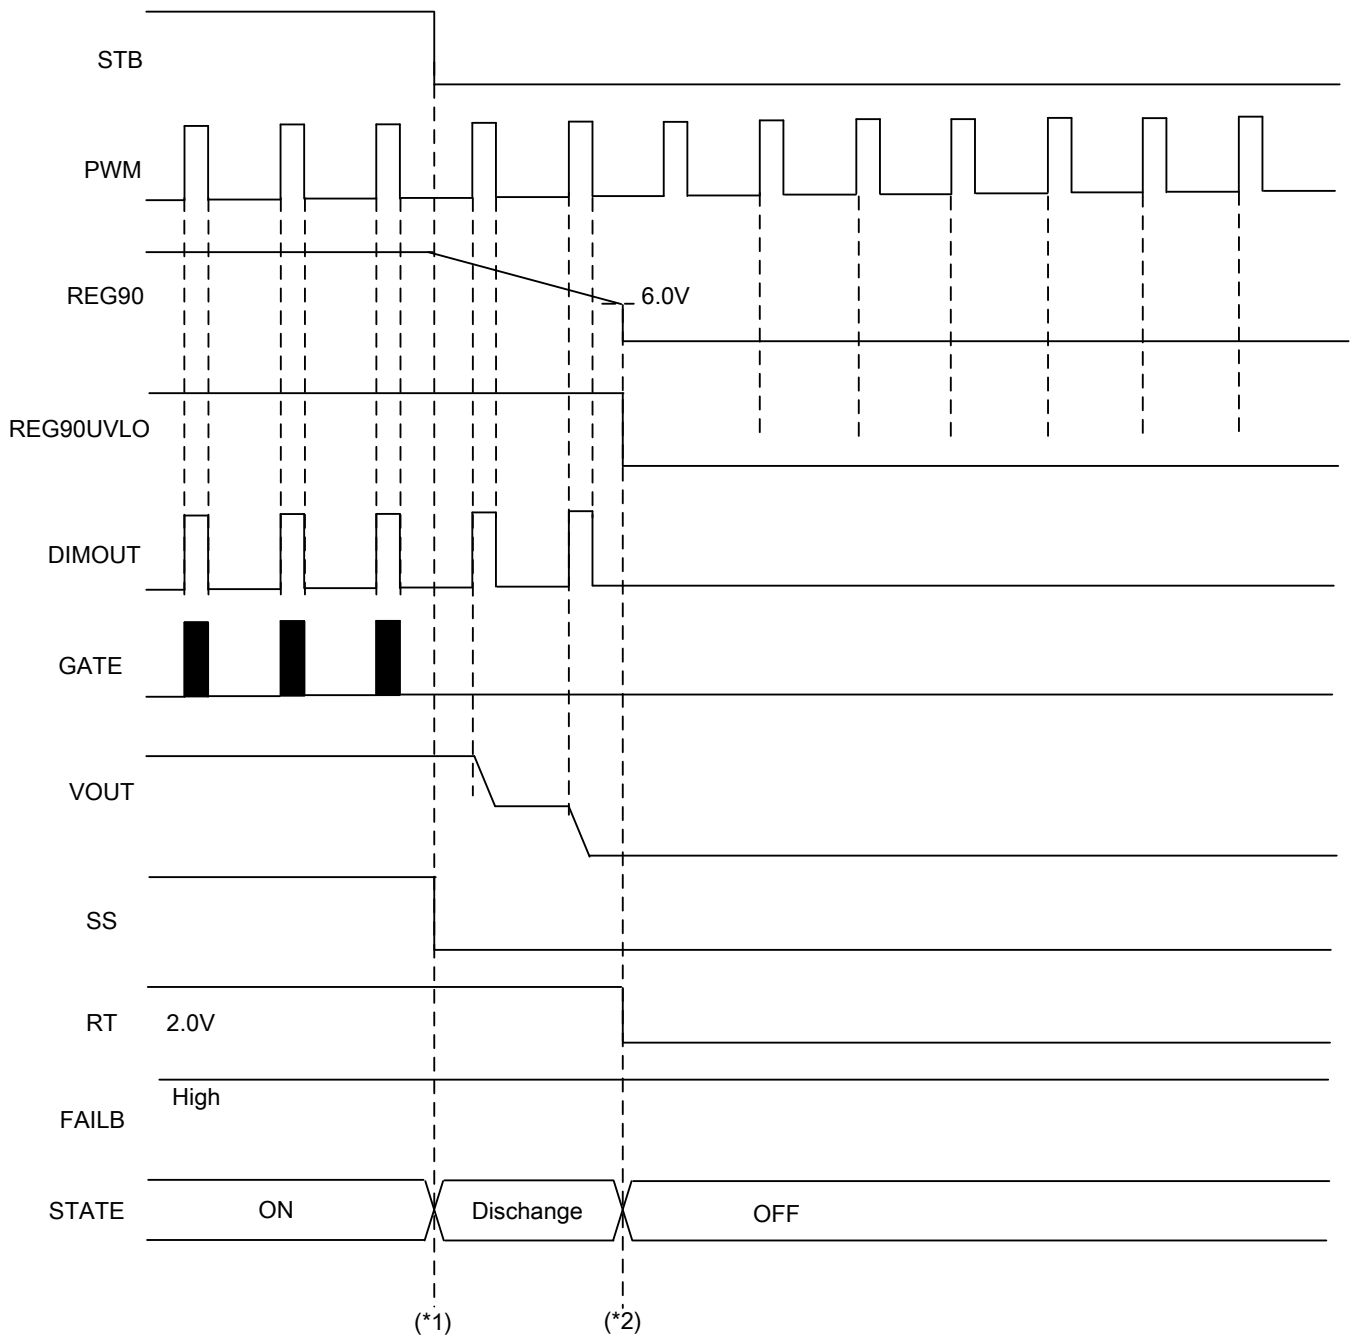 STB
PWM
REG90
6.0V
REG90UVLO
DIMOUT
GATE
VOUT
SS
RT 2.0V
High
FAILB
STATE ON Dischange OFF
(*1) (*2)